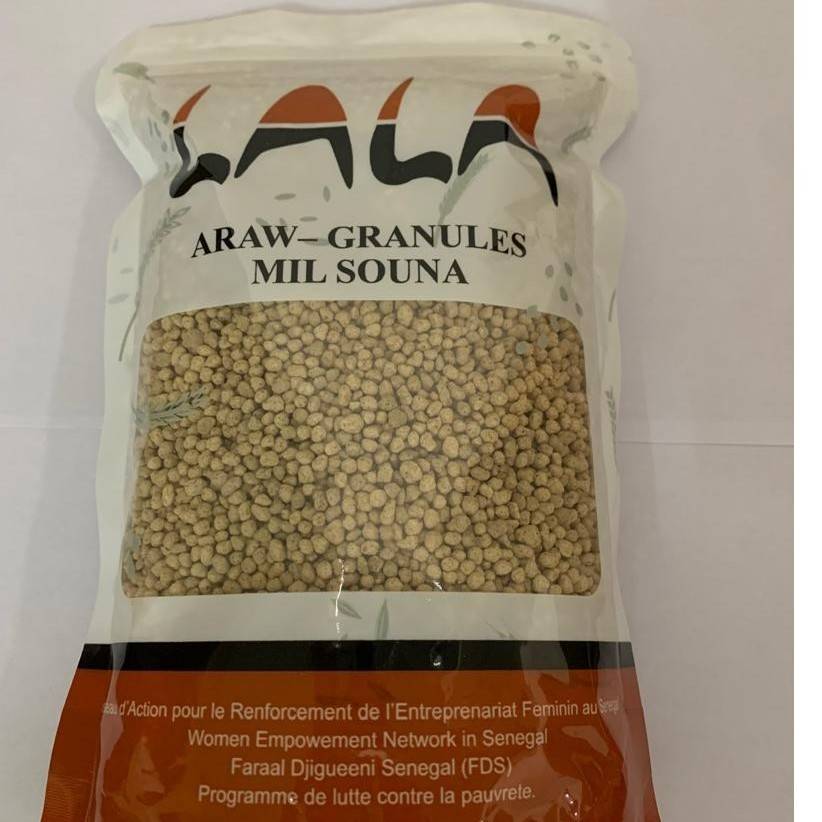 LALA
ARAW–GRANULES
MIL SOUNA
d'Action pour le Renforcement de l'Entreprenariat Feminin au Senegal
Women Empowement Network in Senegal
Faraal Djigueeni Senegal (FDS)
Programme de lutte contre la pauvrete.